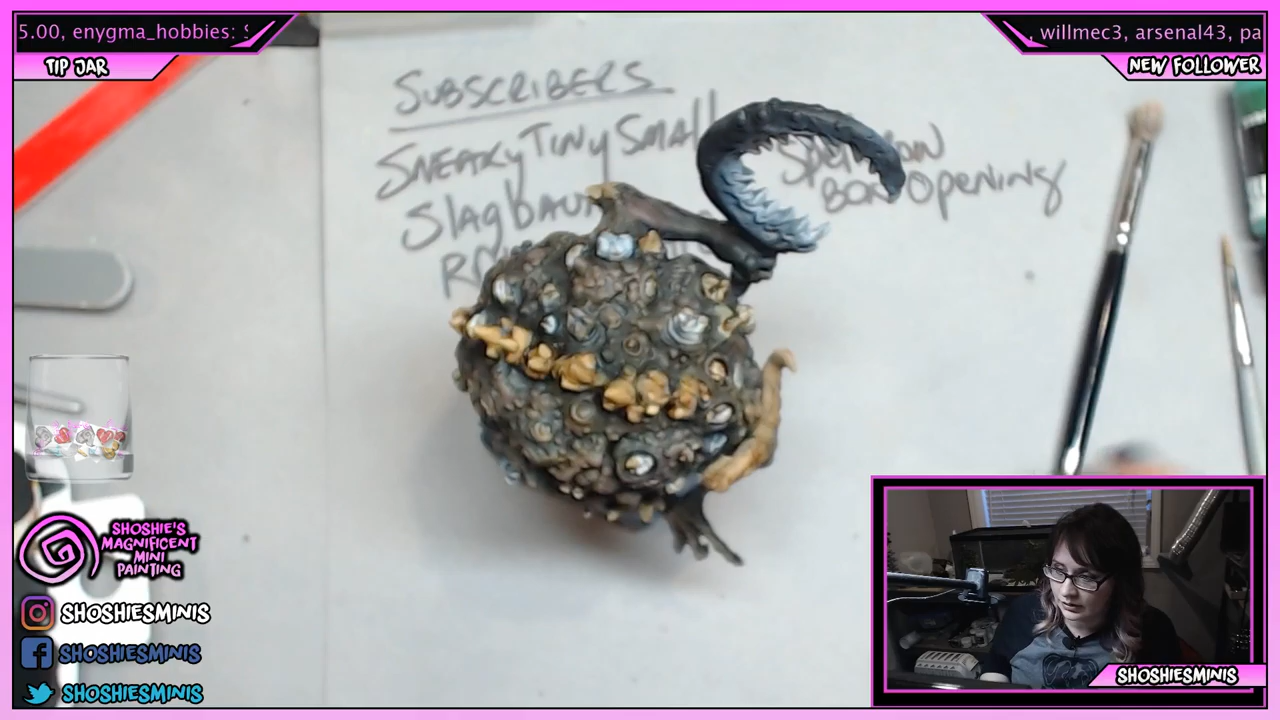 5.00, enygma_hobbies:
TIP JAR
, willmec3, arsenal43, pa
NEW FOLLOWER
SUBSCRIBERS
SNEAKYTINYSMALL
SlagbAu
BOX OPENING
SHOSHIE'S
MAGNIFICENT
MINI
PAINTING
SHOSHIESMINIS
SHOSHIESMINIS
SHOSHIESMINIS
SHOSHIESMINIS